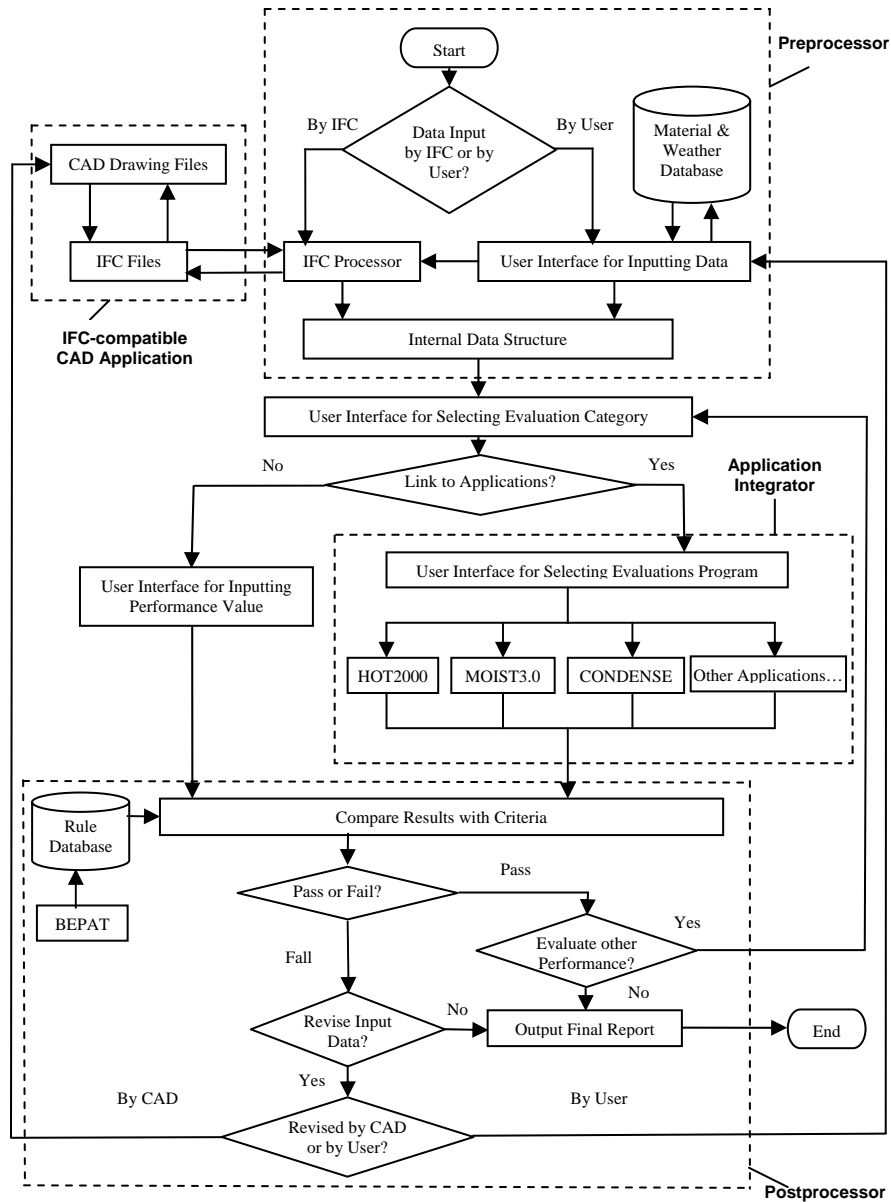 Start
Preprocessor
By IFC
Data Input
by IFC or by
User?
By User
Material &
Weather
Database
CAD Drawing Files
IFC Files
IFC Processor
User Interface for Inputting Data
IFC-compatible
CAD Application
Internal Data Structure
User Interface for Selecting Evaluation Category
No
Link to Applications?
Yes
Application
Integrator
User Interface for Selecting Evaluations Program
User Interface for Inputting
Performance Value
HOT2000
MOIST3.0
CONDENSE
Other Applications…
Rule
Database
Compare Results with Criteria
BEPAT
Pass or Fail?
Pass
Fall
Evaluate other
Performance?
Yes
No
Revise Input
Data?
No
Output Final Report
End
Yes
By CAD
Revised by CAD
or by User?
By User
Postprocessor